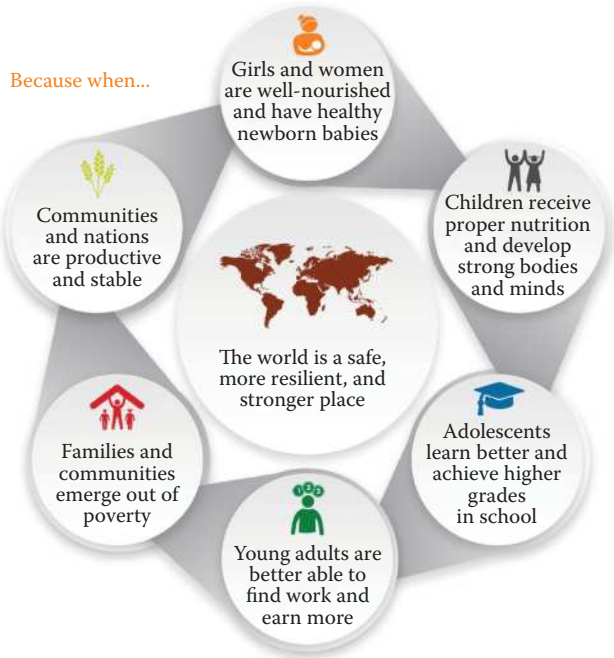 Because when...
Girls and women
are well-nourished
and have healthy
newborn babies
Children receive
proper nutrition
and develop
strong bodies
and minds
Adolescents
learn better and
achieve higher
grades
in school
1 2 3
Young adults are
better able to
find work and
earn more
Families and
communities
emerge out of
poverty
Communities
and nations
are productive
and stable
The world is a safe,
more resilient, and
stronger place